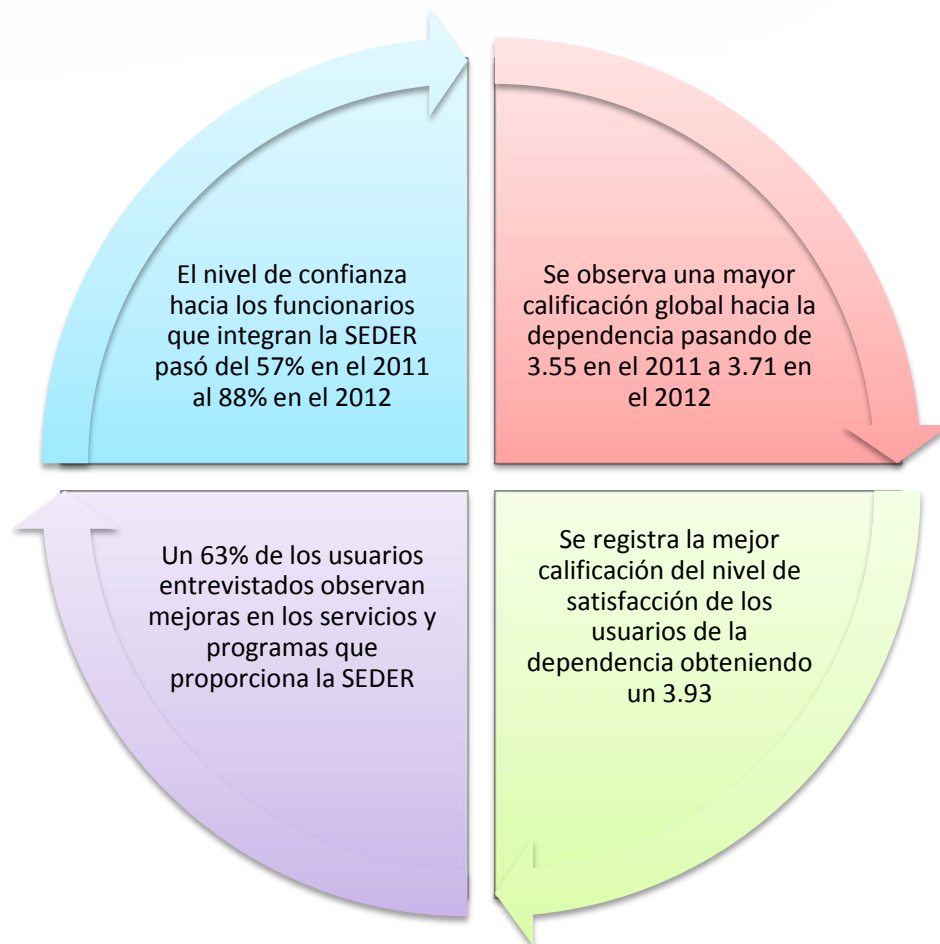 El nivel de confianza
hacia los funcionarios
que integran la SEDER
pasó del 57% en el 2011
al 88% en el 2012
Se observa una mayor
calificación global hacia la
dependencia pasando de
3.55 en el 2011 a 3.71 en
el 2012
Un 63% de los usuarios
entrevistados observan
mejoras en los servicios y
programas que
proporciona la SEDER
Se registra la mejor
calificación del nivel de
satisfacción de los
usuarios de la
dependencia obteniendo
un 3.93